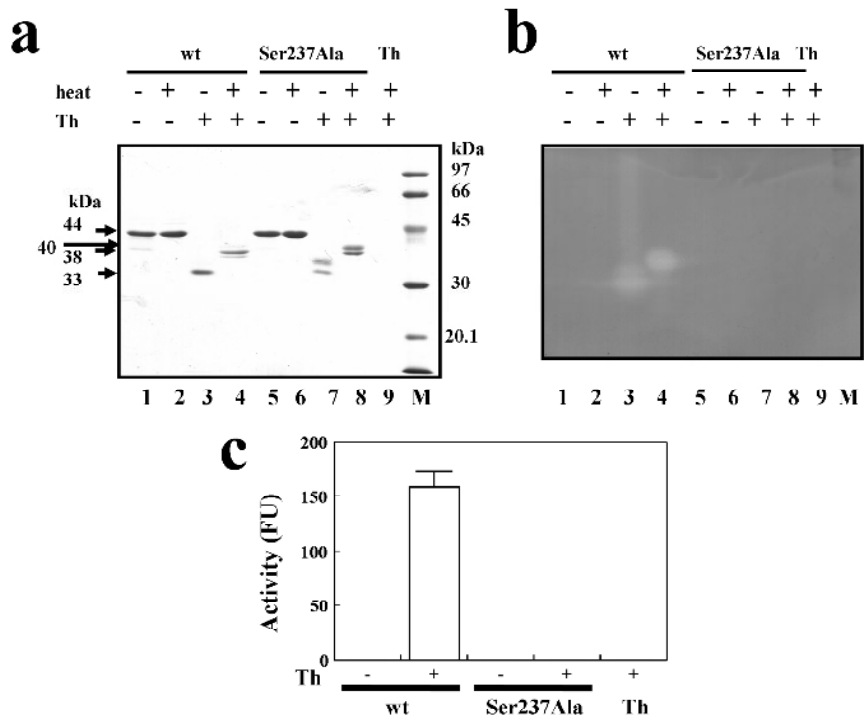 a
wt Ser237Ala Th
heat - + - + - + - + +
Th - - + + - - + + +
kDa
97
66
45
30
20.1
kDa
44
40
38
33
1 2 3 4 5 6 7 8 9 M
b
wt Ser237Ala Th
- + - + - + - + +
- - + + - - + + +
1 2 3 4 5 6 7 8 9 M
c
Activity (FU)
200
150
100
50
0
Th - + - + +
wt Ser237Ala Th